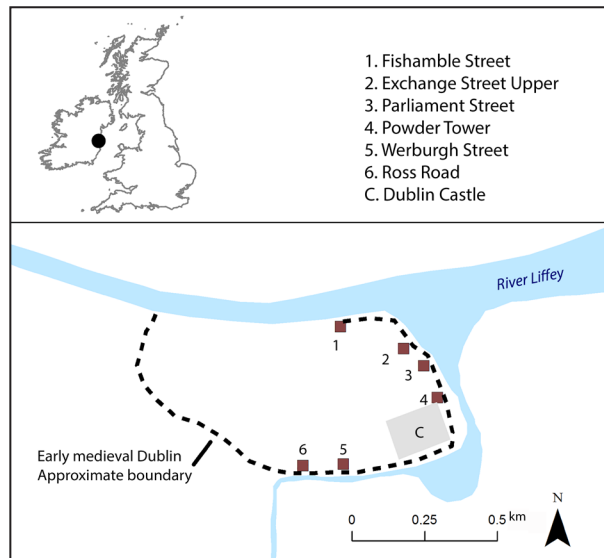 1. Fishamble Street
2. Exchange Street Upper
3. Parliament Street
4. Powder Tower
5. Werburgh Street
6. Ross Road
C. Dublin Castle
River Liffey
1
2
3
4
C
6
5
Early medieval Dublin
Approximate boundary
N
0 0.25 0.5 km